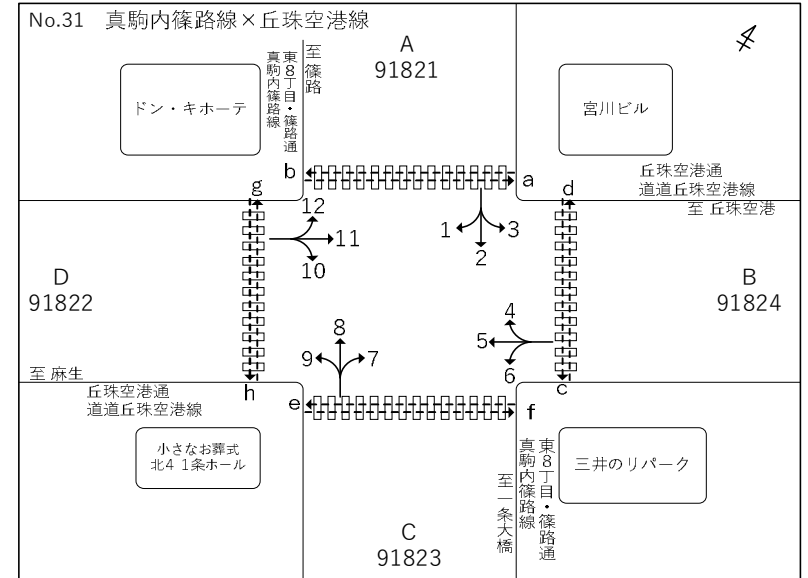 No.31 真駒内篠路線×丘珠空港線
A
91821
東8丁目・篠路通
真駒内篠路線
至 篠路
ドン・キホーテ
宮川ビル
丘珠空港通
道道丘珠空港線
至 丘珠空港
b
a
g
d
12
11
10
1
2
3
D
91822
B
91824
4
5
6
8
9
7
至 麻生
丘珠空港通
道道丘珠空港線
h
e
f
c
小さなお葬式
北41条ホール
東8丁目・篠路通
真駒内篠路線
至 一条大橋
三井のリパーク
C
91823